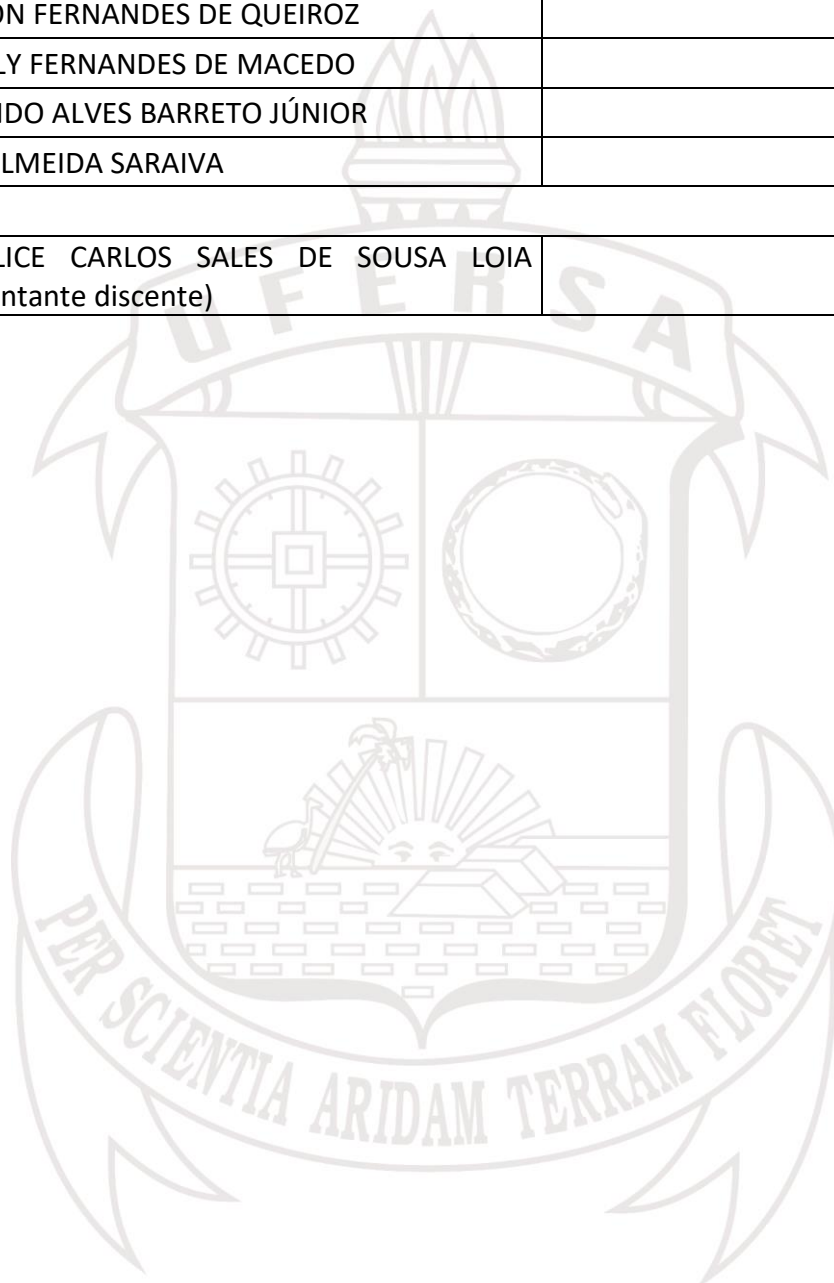 ON FERNANDES DE QUEIROZ
LY FERNANDES DE MACEDO
NDO ALVES BARRETO JÚNIOR
LMEIDA SARAIVA
LICE CARLOS SALES DE SOUSA LOIA
ntante discente)
UFERSA
PER SCIENTIA ARIDAM TERRAM FLORET